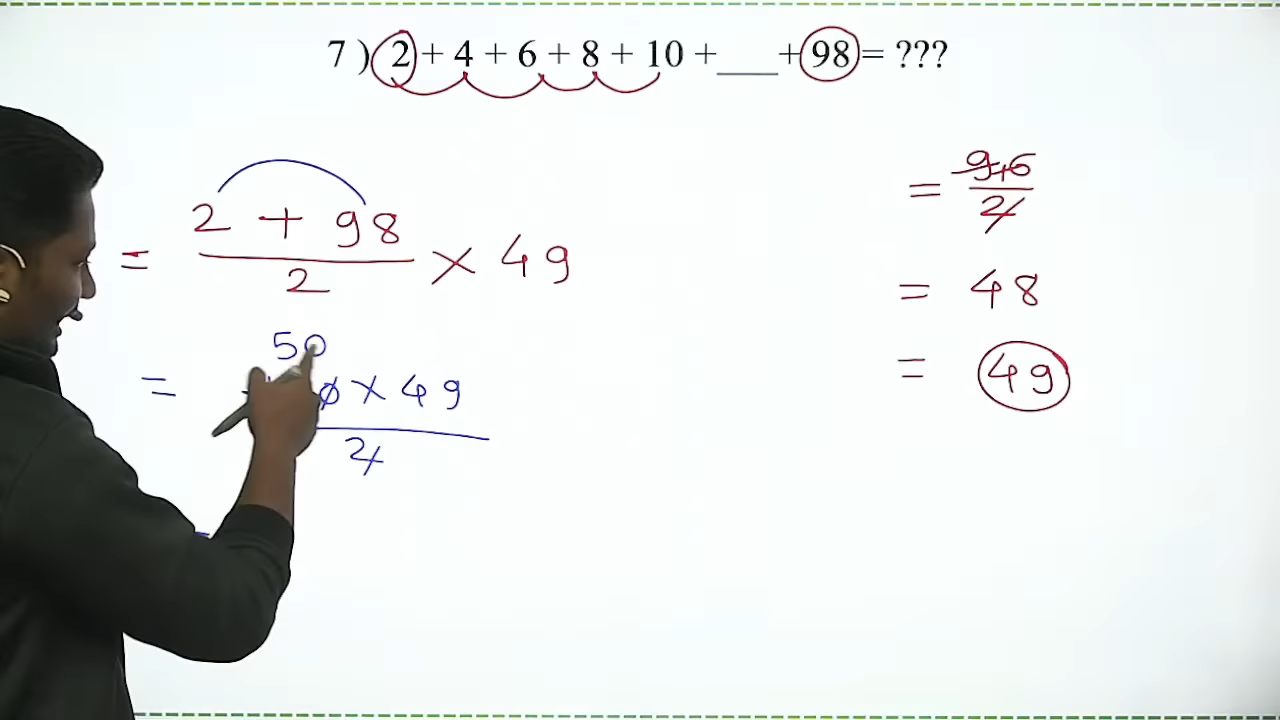 7 ) 2 + 4 + 6 + 8 + 10 +___+ 98 = ???
= 2 + 98 / 2 × 49
50
= 0 × 49
2
= 96
2
= 48
= 49